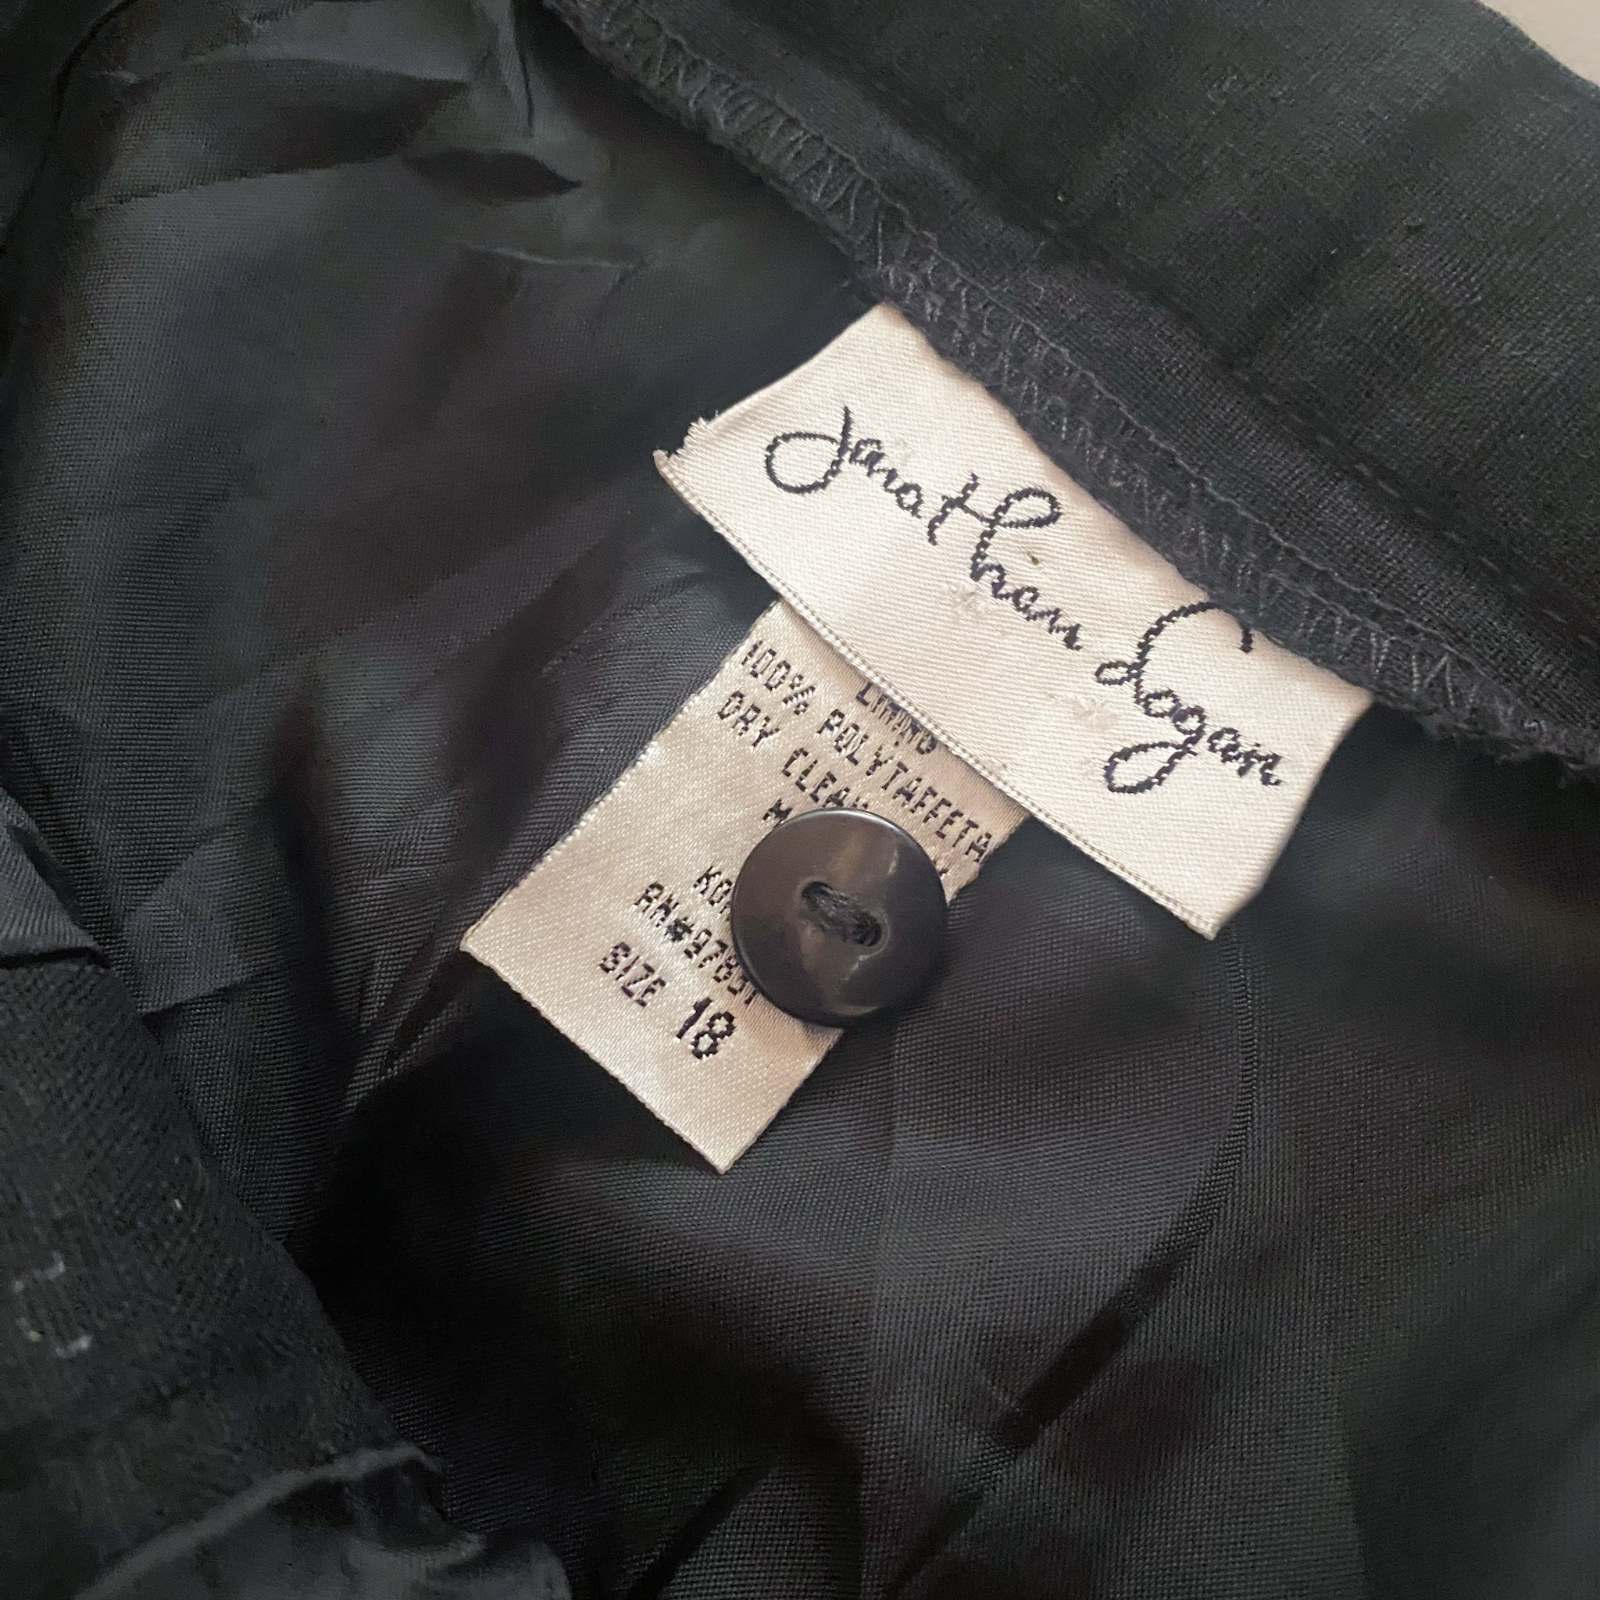 Jonathan Logan
LINING
100% POLYTAFFETA
DRY CLEAN
SIZE 18